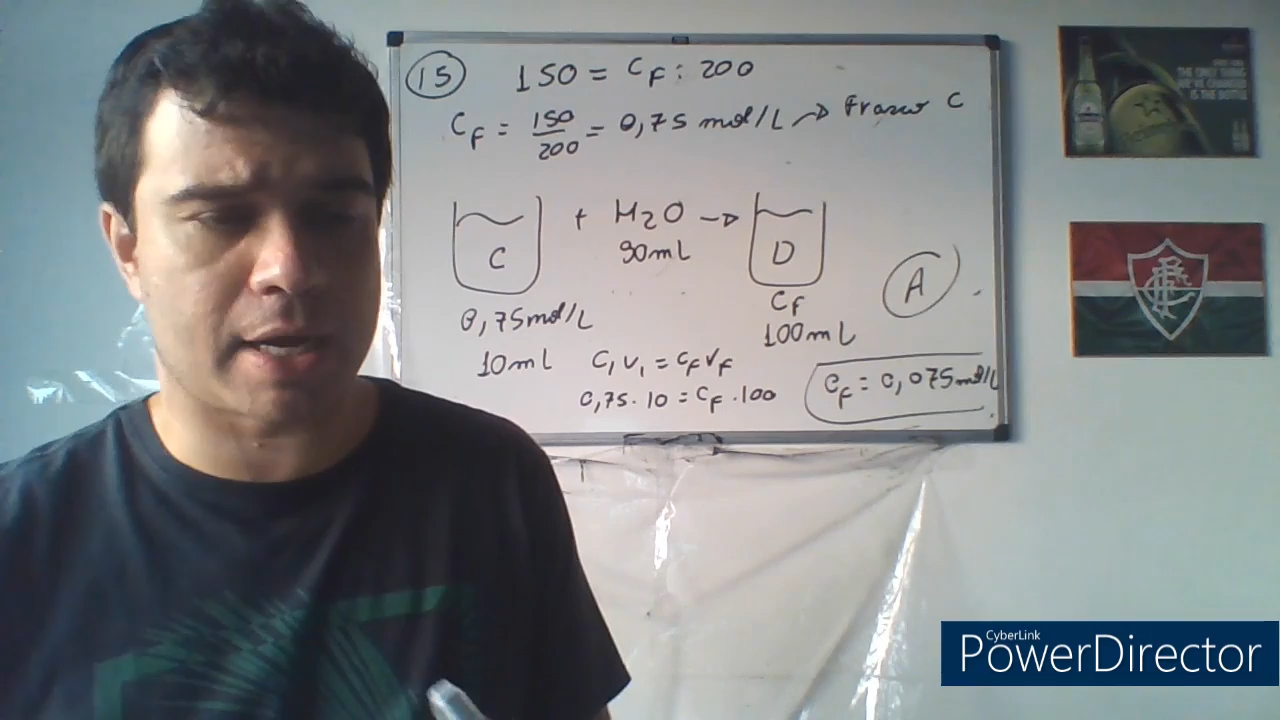 15 150 = CF : 200
CF = 150/200 = 0,75 mol/L → Frasco C
C + H2O → D
90mL
CF
A
0,75mol/L
100mL
10mL C1V1 = CFVF
0,75 . 10 = CF . 100
CF = 0,075mol/L
CyberLink
PowerDirector